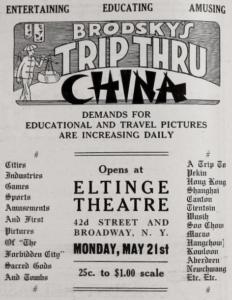 ENTERTAINING EDUCATING AMUSING
BRODSKY'S
TRIP THRU
CHINA
DEMANDS FOR
EDUCATIONAL AND TRAVEL PICTURES
ARE INCREASING DAILY
#
Cities
Industries
Games
Sports
Amusements
And First
Pictures
Of "The
Forbidden City"
Sacred Gods
And Tombs
#
Opens at
ELTINGE
THEATRE
42d STREET AND
BROADWAY, N. Y.
MONDAY, MAY 21st
25c. to $1.00 scale
#
A Trip To
Pekin
Hong Kong
Shanghai
Canton
Tientsin
Wusih
Soo Chow
Macao
Hangchow
Kowloon
Aberdeen
Newchwang
Etc. Etc.
#